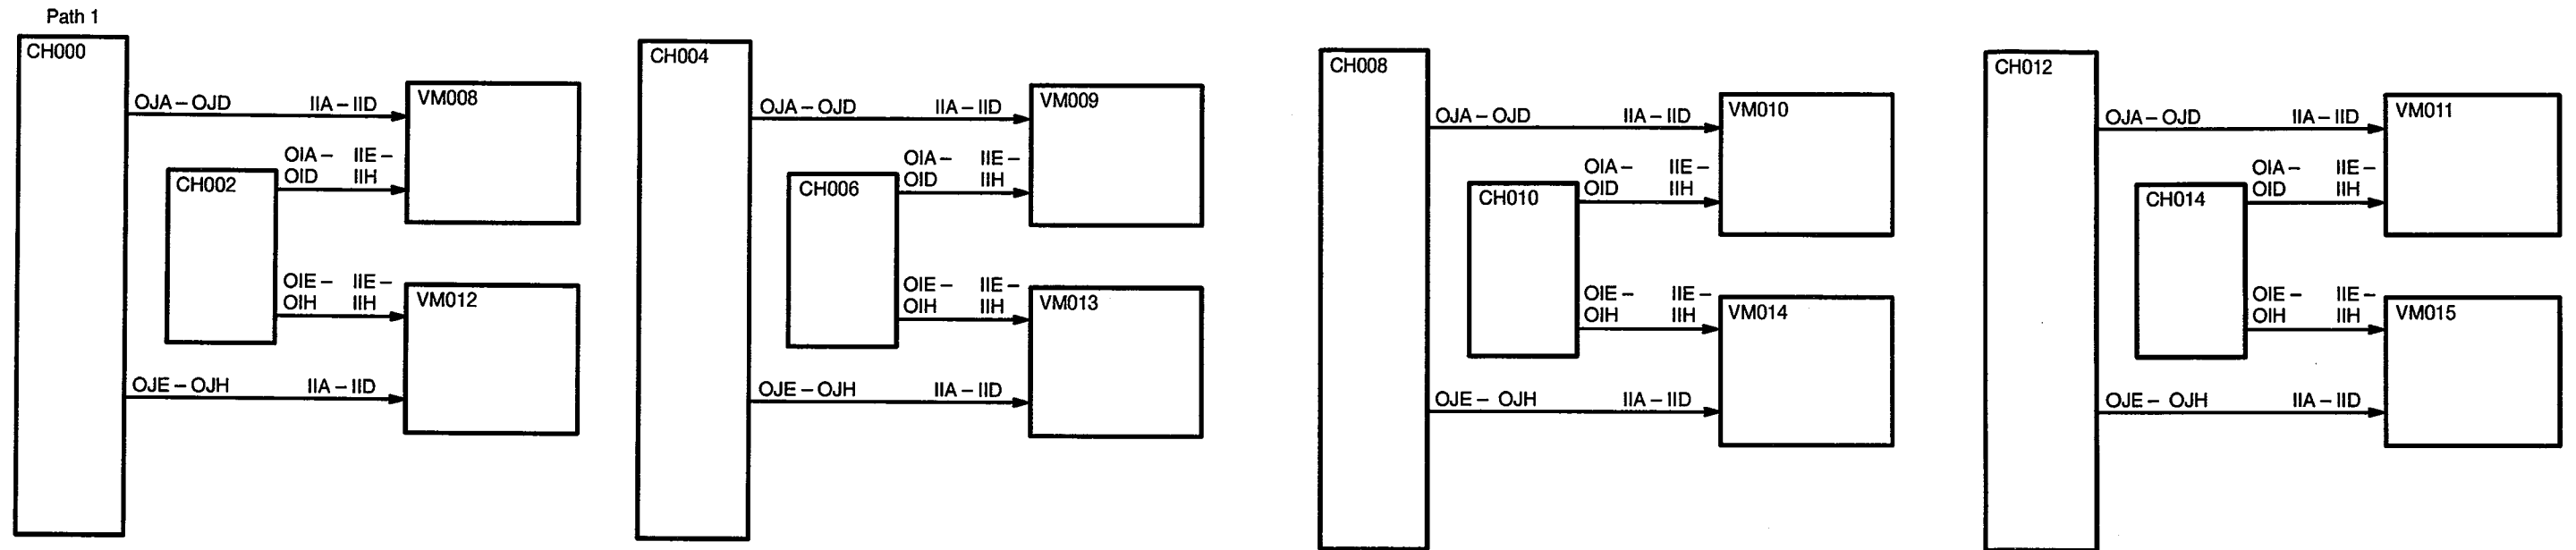 Path 1
CH000
OJA – OJD IIA – IID
VM008
CH002
OIA – IIE –
OID IIH
OIE – IIE –
OIH IIH
VM012
OJE – OJH IIA – IID
CH004
OJA – OJD IIA – IID
VM009
CH006
OIA – IIE –
OID IIH
OIE – IIE –
OIH IIH
VM013
OJE – OJH IIA – IID
CH008
OJA – OJD IIA – IID
VM010
CH010
OIA – IIE –
OID IIH
OIE – IIE –
OIH IIH
VM014
OJE – OJH IIA – IID
CH012
OJA – OJD IIA – IID
VM011
CH014
OIA – IIE –
OID IIH
OIE – IIE –
OIH IIH
VM015
OJE – OJH IIA – IID